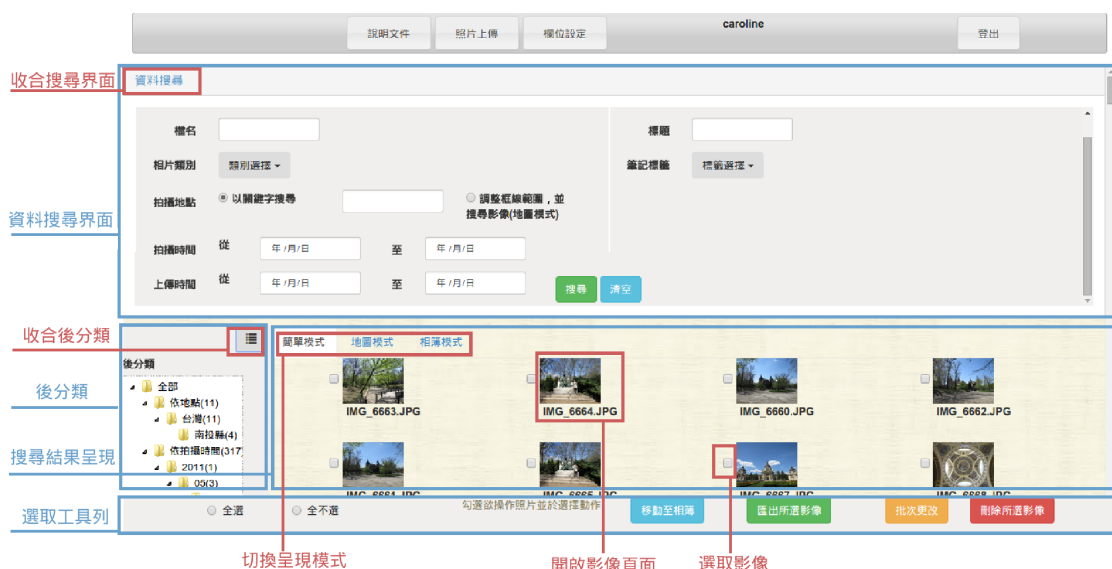 caroline
說明文件 照片上傳 欄位設定 登出
收合搜尋界面 資料搜尋
檔名 標題
相片類別 類別選擇 筆記標籤 標籤選擇
拍攝地點 以關鍵字搜尋 調整框線範圍，並
搜尋影像(地圖模式)
資料搜尋界面
拍攝時間 從 年/月/日 至 年/月/日
上傳時間 從 年/月/日 至 年/月/日 搜尋 清空
收合後分類 簡單模式 地圖模式 相簿模式
後分類
全部
後分類 依地點(11)
台灣(11)
南投縣(4)
依拍攝時間(317)
2011(1)
05(3)
IMG_6663.JPG IMG_6664.JPG IMG_6660.JPG IMG_6662.JPG
搜尋結果呈現
IMG_6661.JPG IMG_6665.JPG IMG_6667.JPG IMG_6668.JPG
選取工具列 全選 全不選 勾選欲操作照片並於選擇動作 移動至相簿 匯出所選影像 批次更改 刪除所選影像
切換呈現模式 開啟影像頁面 選取影像